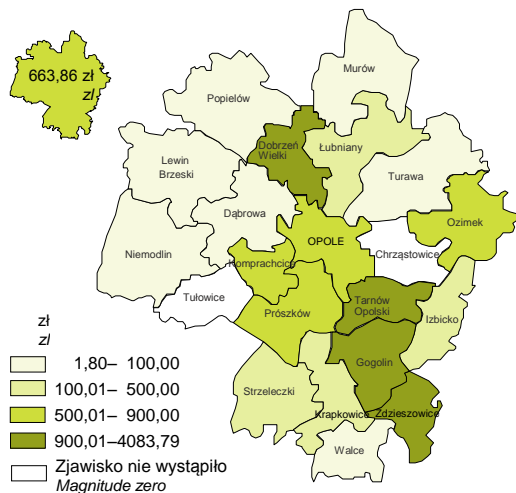 663,86 zł
zl
Murów
Popielów
Dobrzeń
Wielki
Łubniany
Lewin
Brzeski
Turawa
Dąbrowa
Ozimek
OPOLE
Chrząstowice
Niemodlin
Komprachcice
Tułowice
Prószków
Tarnów
Opolski
Izbicko
Gogolin
Strzeleczki
Krapkowice
Zdzieszowice
Walce
zł
zl
1,80– 100,00
100,01– 500,00
500,01– 900,00
900,01–4083,79
Zjawisko nie wystąpiło
Magnitude zero